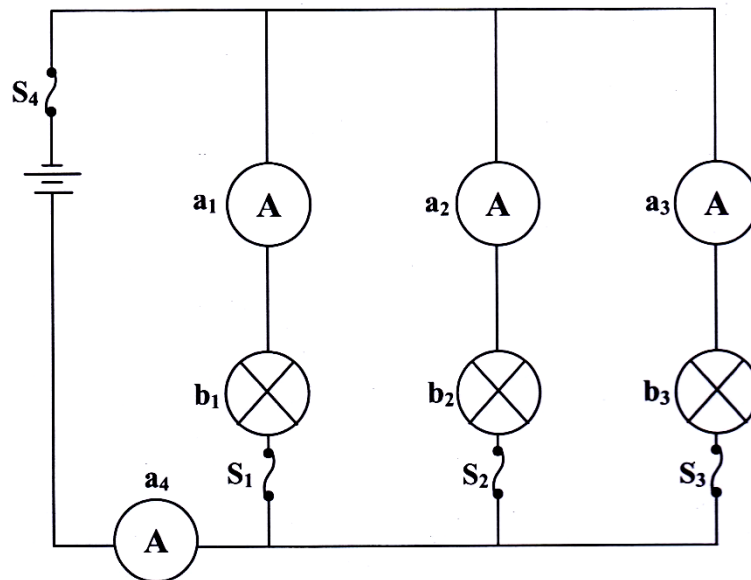 S₄
a₁ A
a₂ A
a₃ A
b₁
b₂
b₃
S₁
S₂
S₃
a₄
A